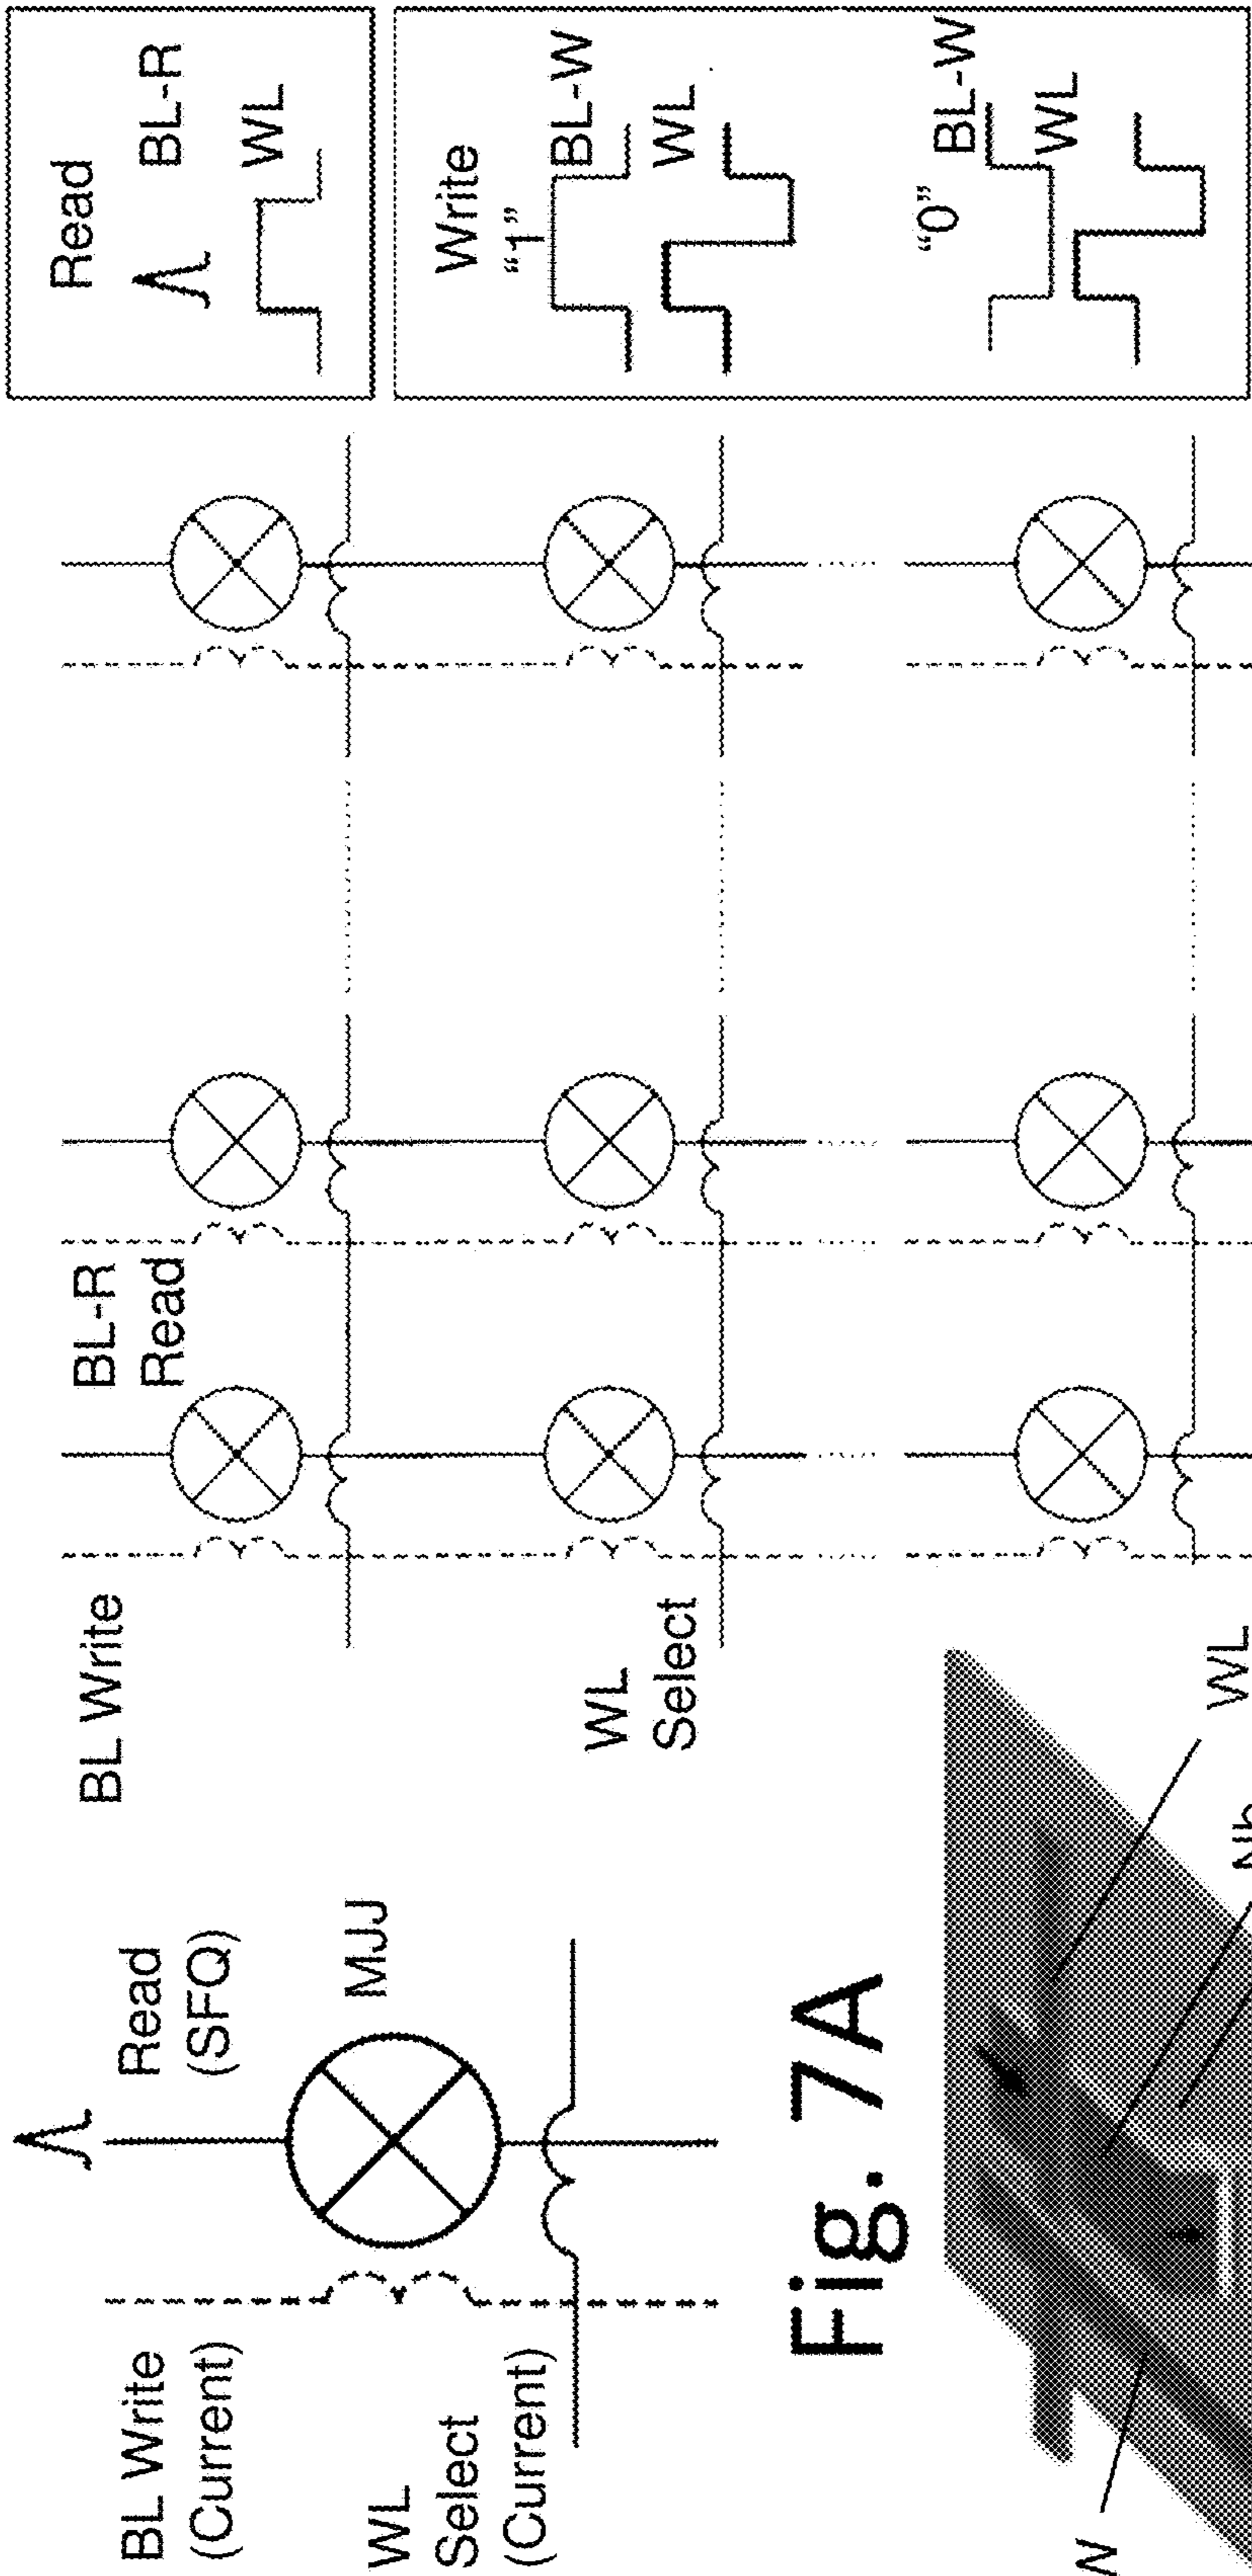 BL Write
(Current)
Read
(SFQ)
WL
Select
(Current)
MJJ
Fig. 7A
WL
BL Write
BL-R
Read
WL
Select
Read
BL-R
WL
Write
“1”
BL-W
WL
“0”
BL-W
WL